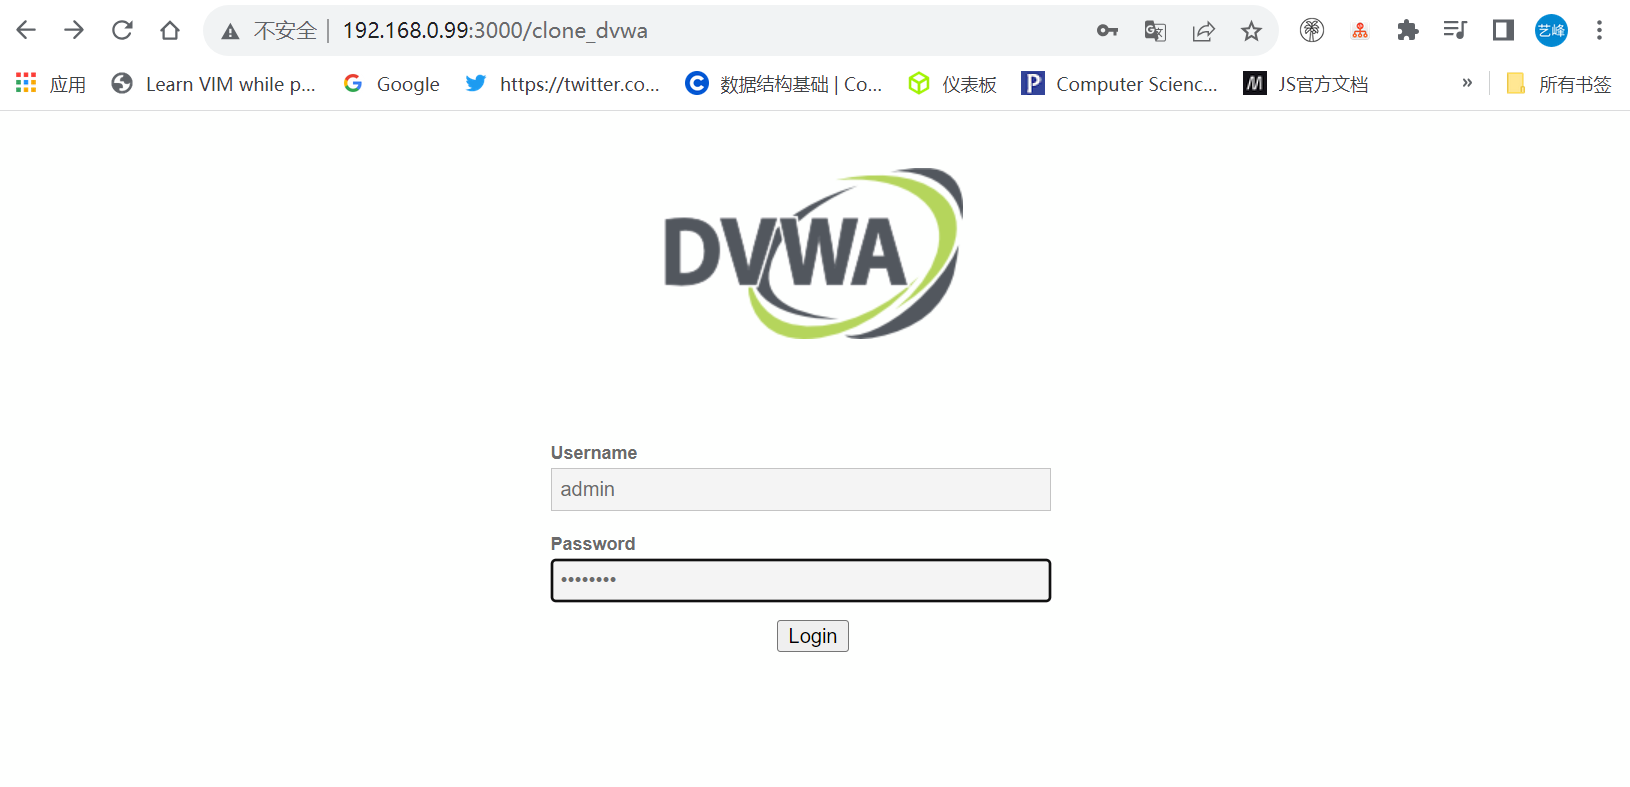 不安全 192.168.0.99:3000/clone_dvwa 艺峰
应用 Learn VIM while p... Google https://twitter.co... 数据结构基础 | Co... 仪表板 Computer Scienc... JS官方文档 » 所有书签
DVWA
Username
admin
Password
••••••••
Login